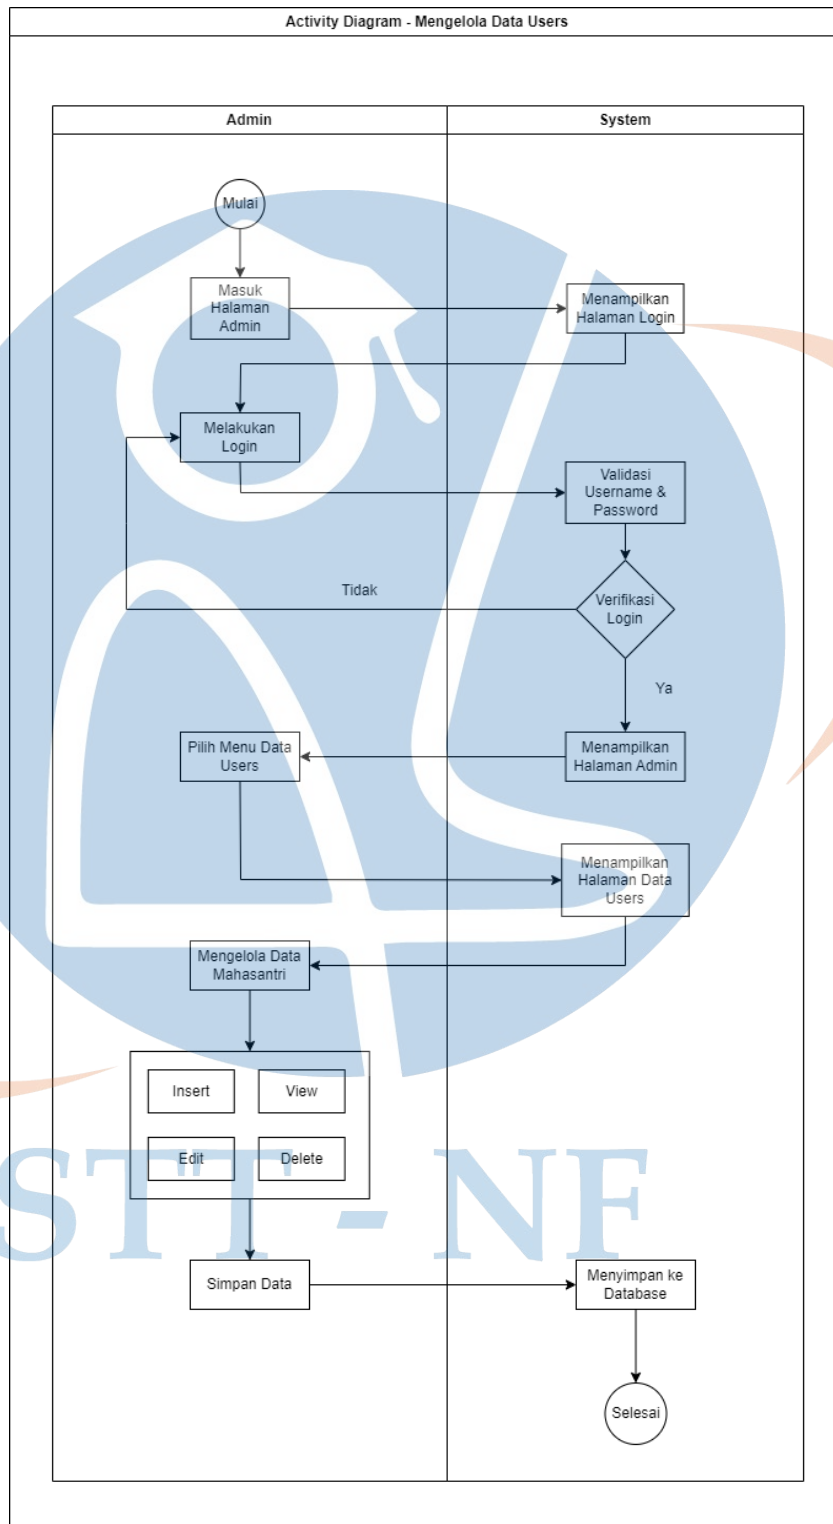 Activity Diagram - Mengelola Data Users
Admin
System
Mulai
Masuk
Halaman
Admin
Menampilkan
Halaman Login
Melakukan
Login
Validasi
Username &
Password
Tidak
Verifikasi
Login
Ya
Pilih Menu Data
Users
Menampilkan
Halaman Admin
Menampilkan
Halaman Data
Users
Mengelola Data
Mahasantri
Insert
View
Edit
Delete
STT - NF
Simpan Data
Menyimpan ke
Database
Selesai